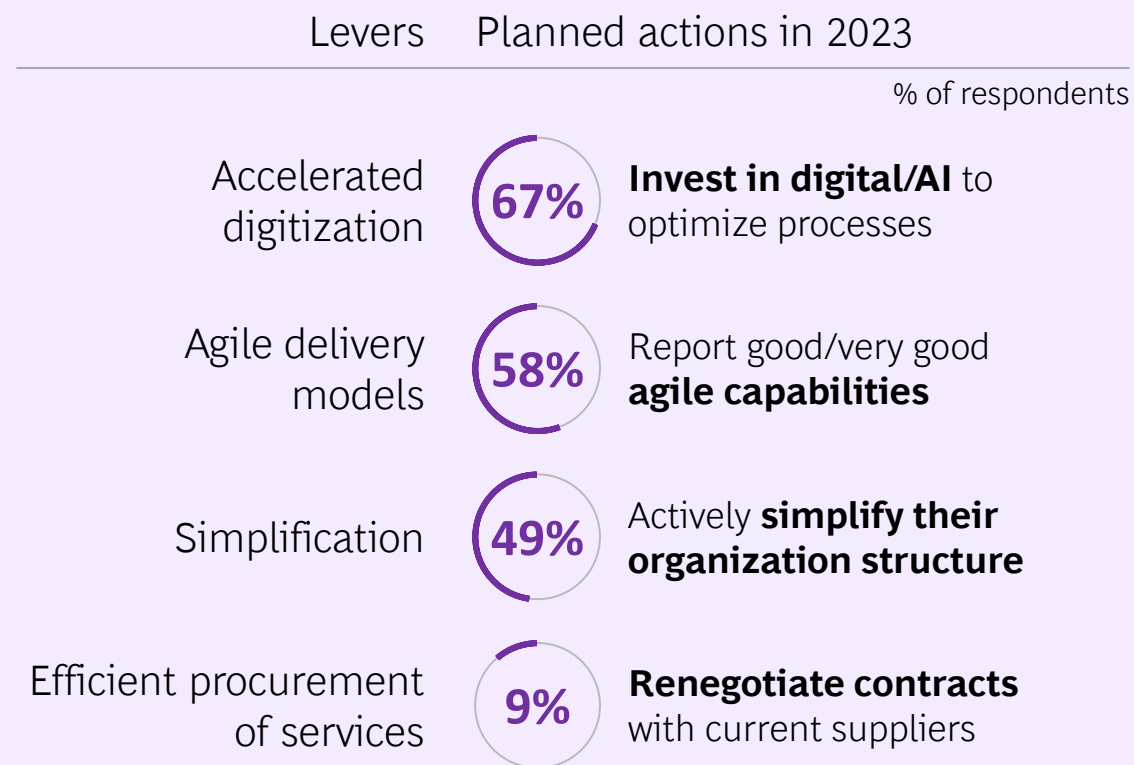 Levers Planned actions in 2023
% of respondents
Accelerated
digitization
67%
Invest in digital/AI to
optimize processes
Agile delivery
models
58%
Report good/very good
agile capabilities
Simplification
49%
Actively simplify their
organization structure
Efficient procurement
of services
9%
Renegotiate contracts
with current suppliers